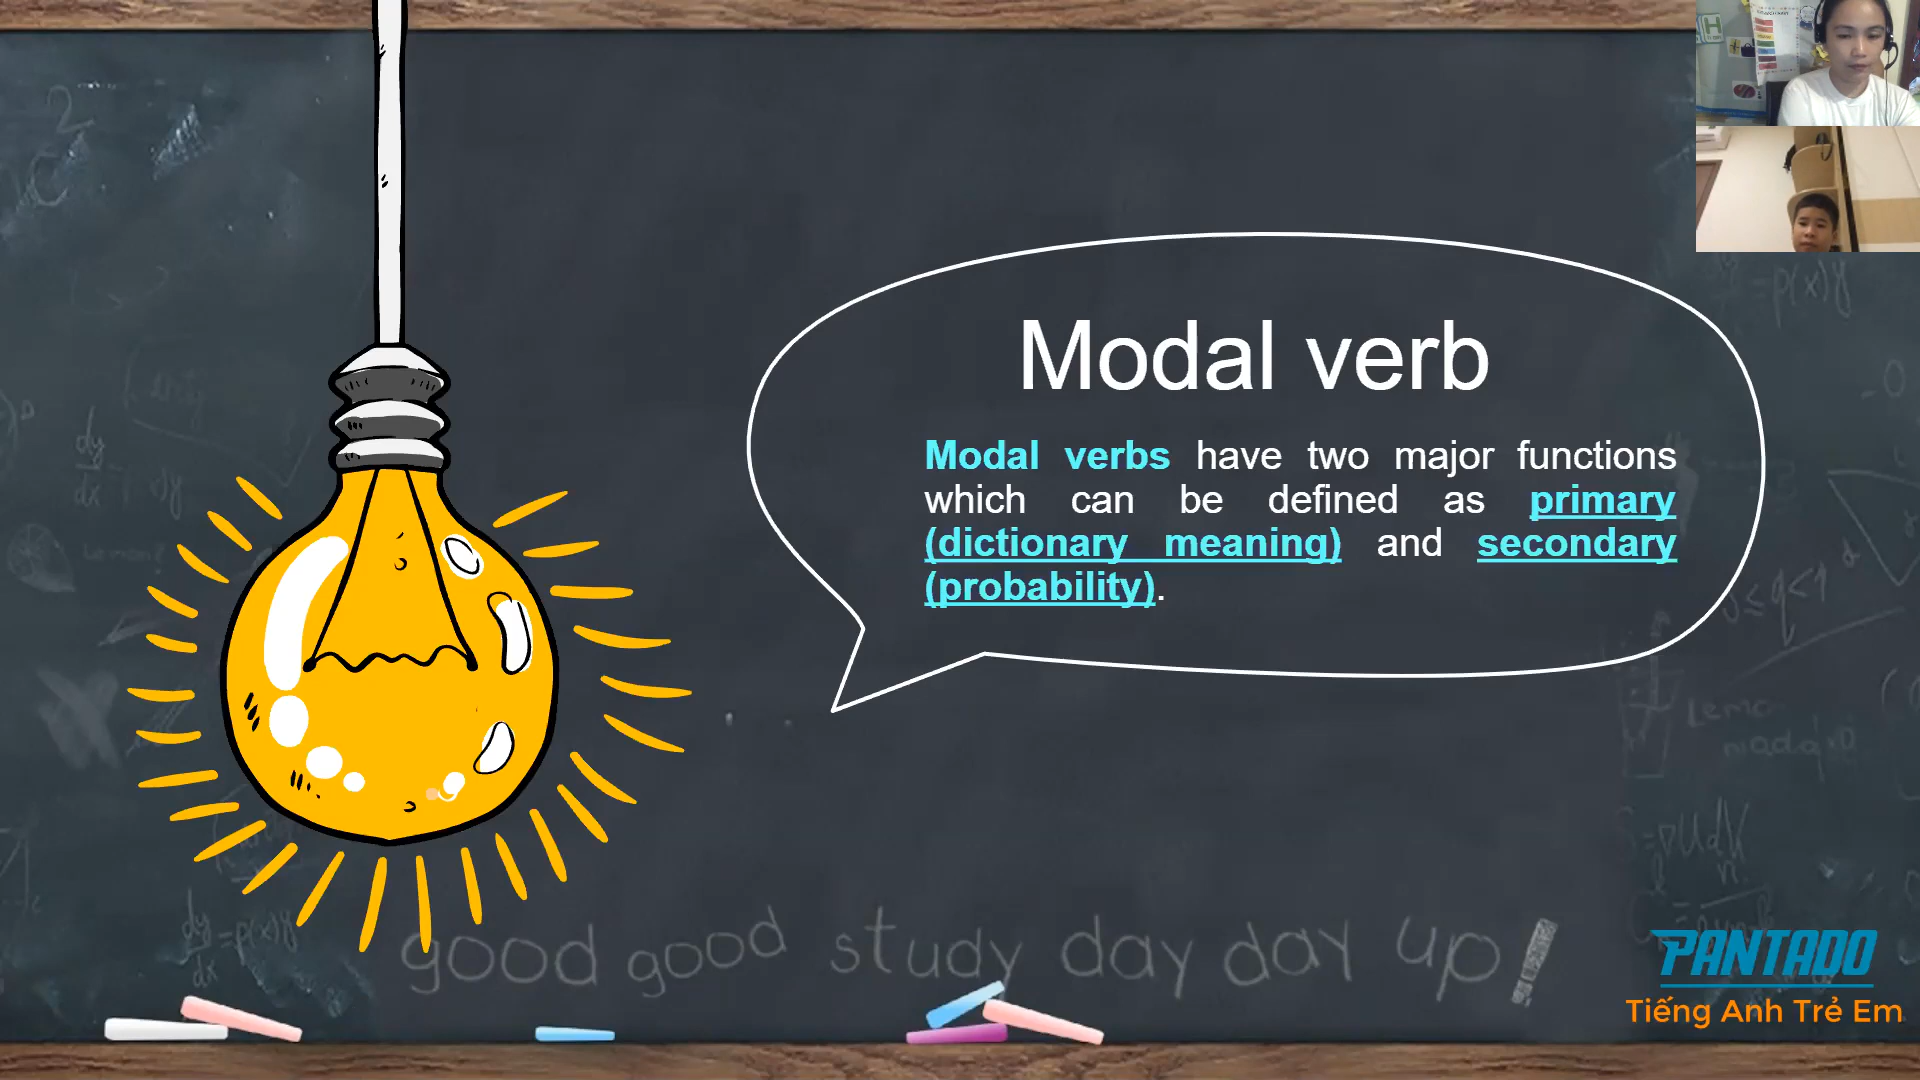 Modal verb
Modal verbs have two major functions
which can be defined as primary
(dictionary meaning) and secondary
(probability).
good good study day day up!
PANTADO
Tiếng Anh Trẻ Em